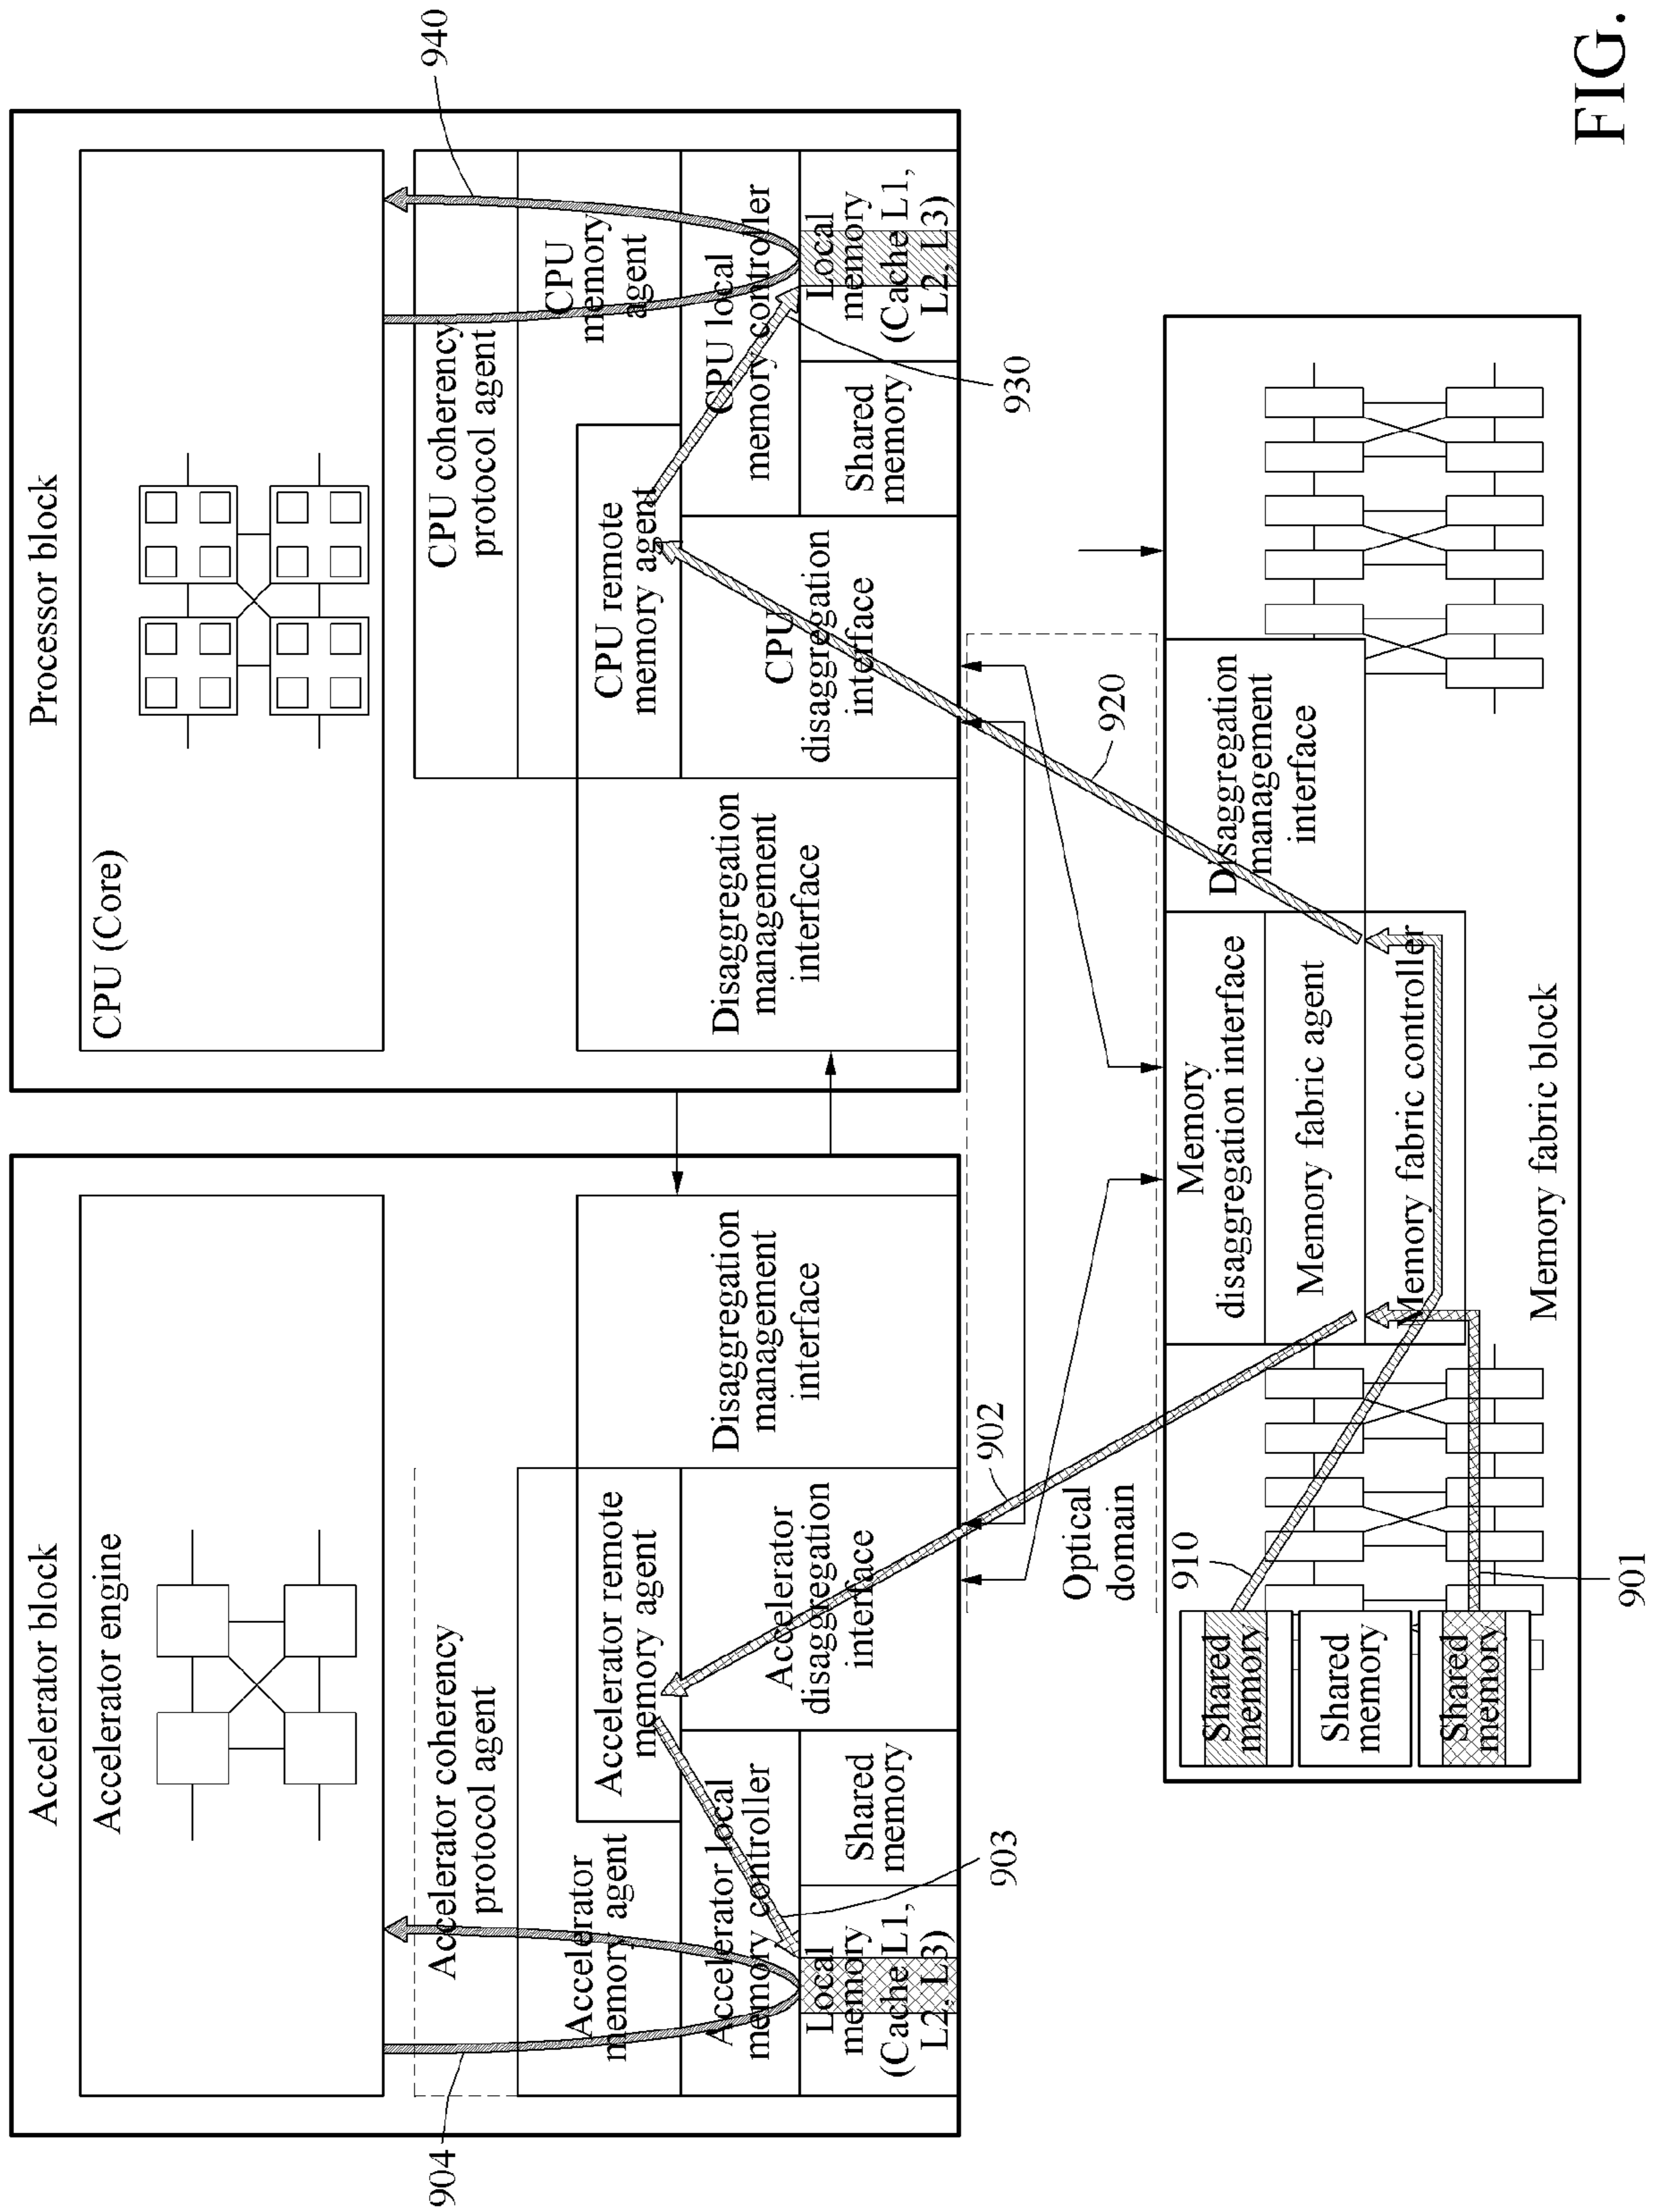 Accelerator block
Accelerator engine
Accelerator coherency
protocol agent
Accelerator
memory agent
Accelerator remote
memory agent
Accelerator local
memory controller
Local
memory
(Cache L1,
L2, L3)
Shared
memory
Accelerator
disaggregation
interface
Disaggregation
management
interface
904
903
902
Processor block
CPU (Core)
CPU coherency
protocol agent
CPU
memory
agent
CPU remote
memory agent
CPU local
memory controller
Local
memory
(Cache L1,
L2, L3)
Shared
memory
CPU
disaggregation
interface
Disaggregation
management
interface
940
930
920
Optical
domain
910
Shared
memory
Shared
memory
Shared
memory
901
Memory
disaggregation interface
Memory fabric agent
Memory fabric controller
Disaggregation
management
interface
Memory fabric block
FIG.